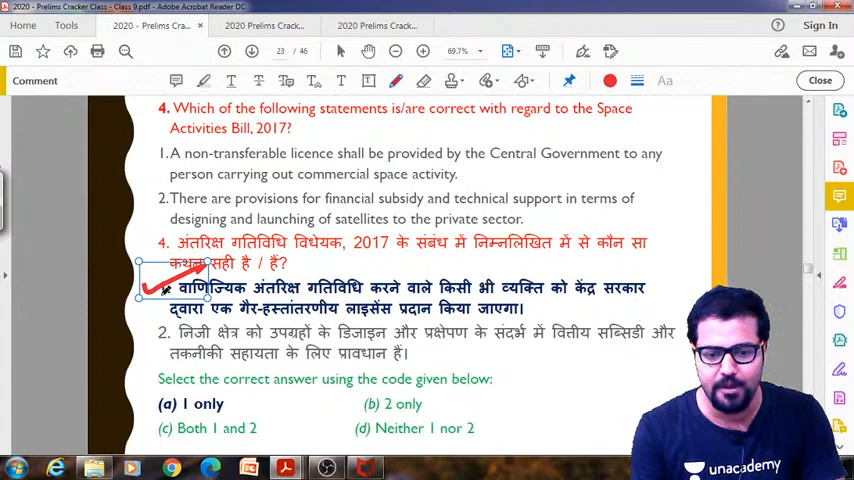 2020 - Prelims Cracker Class - Class 9.pdf - Adobe Acrobat Reader DC
Home Tools 2020 - Prelims Cra... × 2020 - Prelims Crack... 2020 - Prelims Crac... Sign In
23 / 46 69.7%
Comment Close
4. Which of the following statements is/are correct with regard to the Space
Activities Bill, 2017?
1. A non-transferable licence shall be provided by the Central Government to any
person carrying out commercial space activity.
2. There are provisions for financial subsidy and technical support in terms of
designing and launching of satellites to the private sector.
4. अंतरिक्ष गतिविधि विधेयक, 2017 के संबंध में निम्नलिखित में से कौन सा
कथन सही है / हैं?
वाणिज्यिक अंतरिक्ष गतिविधि करने वाले किसी भी व्यक्ति को केंद्र सरकार
द्वारा एक गैर-हस्तांतरणीय लाइसेंस प्रदान किया जाएगा।
2. निजी क्षेत्र को उपग्रहों के डिजाइन और प्रक्षेपण के संदर्भ में वित्तीय सब्सिडी और
तकनीकी सहायता के लिए प्रावधान हैं।
Select the correct answer using the code given below:
(a) 1 only (b) 2 only
(c) Both 1 and 2 (d) Neither 1 nor 2
unacademy